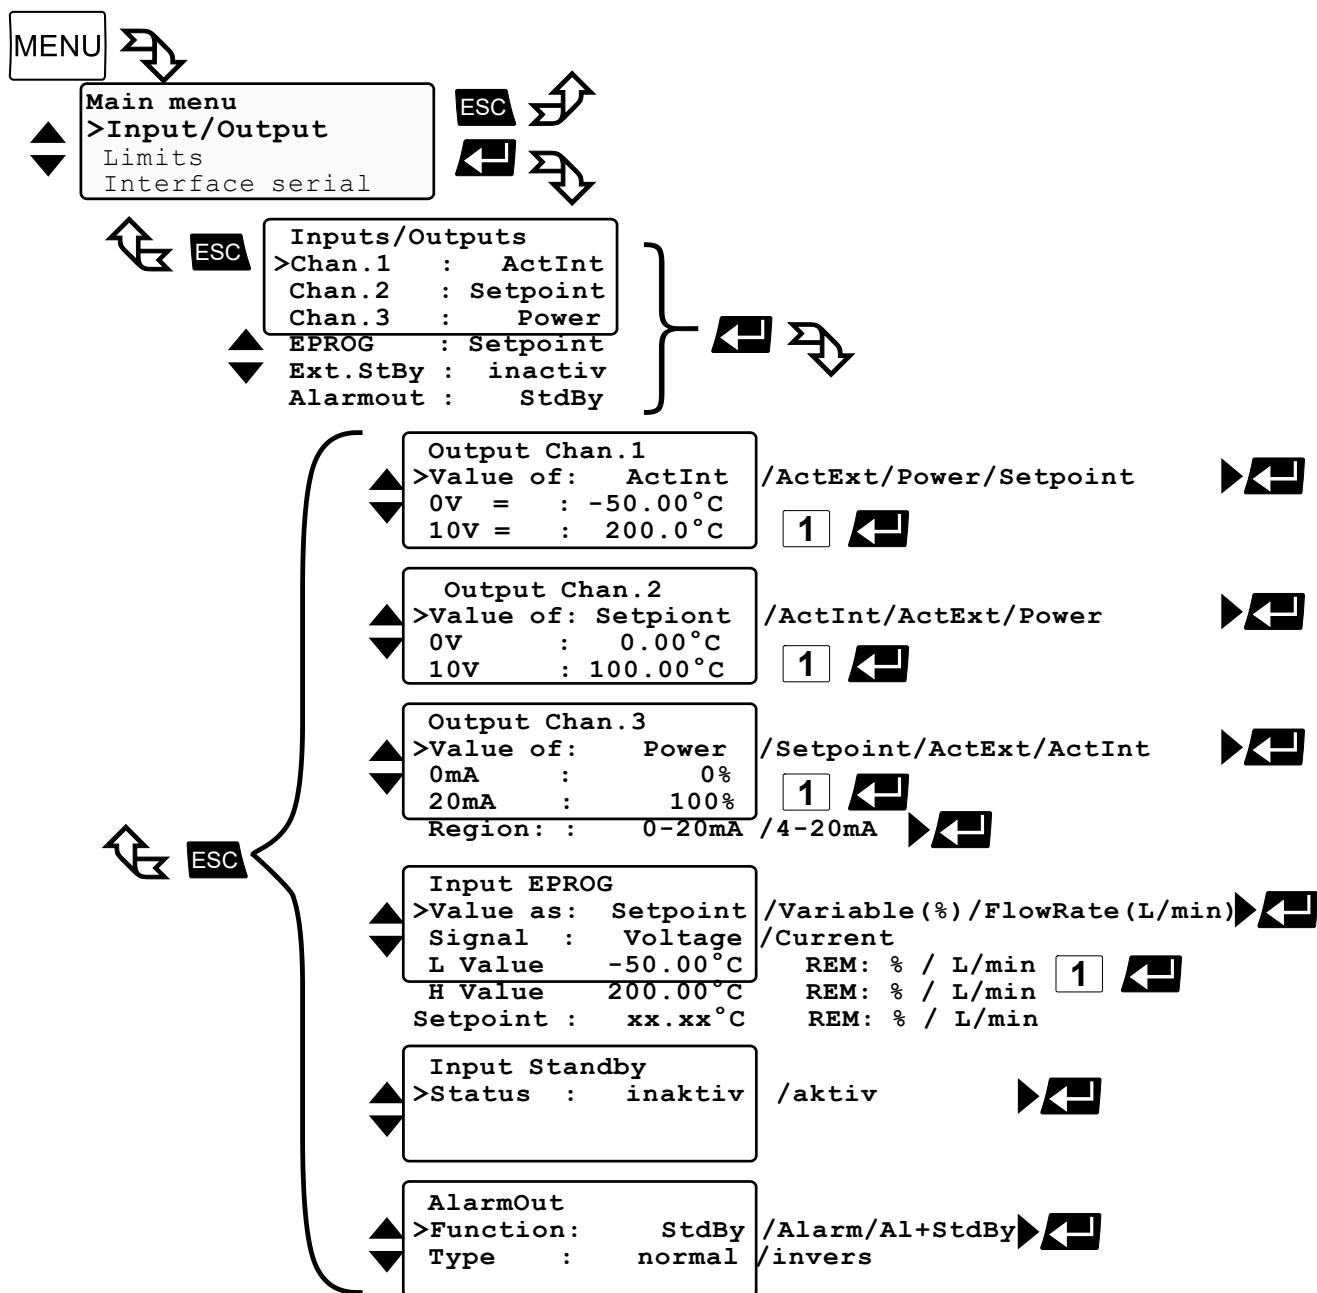 MENU
Main menu
>Input/Output
Limits
Interface serial
ESC
ESC
Inputs/Outputs
>Chan.1 : ActInt
Chan.2 : Setpoint
Chan.3 : Power
EPROG : Setpoint
Ext.StBy : inactiv
Alarmout : StdBy
Output Chan.1
>Value of: ActInt /ActExt/Power/Setpoint
0V = : -50.00°C
10V = : 200.0°C 1
Output Chan.2
>Value of: Setpiont /ActInt/ActExt/Power
0V : 0.00°C
10V : 100.00°C 1
Output Chan.3
>Value of: Power /Setpoint/ActExt/ActInt
0mA : 0%
20mA : 100% 1
Region: : 0-20mA /4-20mA
ESC
Input EPROG
>Value as: Setpoint /Variable(%)/FlowRate(L/min)
Signal : Voltage /Current
L Value -50.00°C REM: % / L/min 1
H Value 200.00°C REM: % / L/min
Setpoint : xx.xx°C REM: % / L/min
Input Standby
>Status : inaktiv /aktiv
AlarmOut
>Function: StdBy /Alarm/Al+StdBy
Type : normal /invers